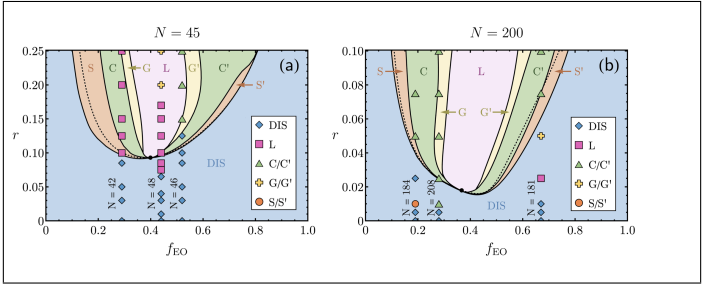 N = 45
r
0.25
0.20
0.15
0.10
0.05
0
0
0.2
0.4
0.6
0.8
1.0
f_EO
S
C
G
L
G'
C'
S'
(a)
DIS
N = 42
N = 48
N = 46
DIS
L
C/C'
G/G'
S/S'
N = 200
r
0.10
0.08
0.06
0.04
0.02
0
0
0.2
0.4
0.6
0.8
1.0
f_EO
S
C
L
C'
S'
(b)
G
G'
DIS
N = 184
N = 208
N = 181
DIS
L
C/C'
G/G'
S/S'